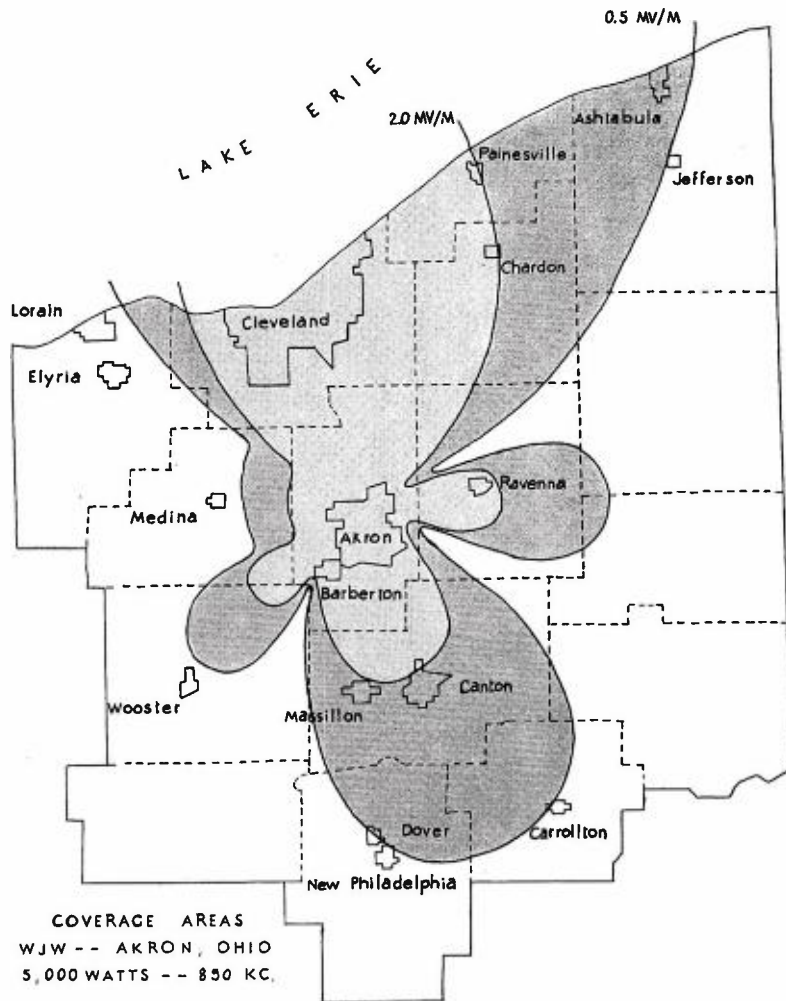 0.5 MV/M
LAKE ERIE
2.0 MV/M
Ashtabula
Painesville
Jefferson
Chardon
Lorain
Cleveland
Elyria
Ravenna
Medina
AKRON
Barberton
Canton
Wooster
Massillon
Dover
Carrollton
New Philadelphia
COVERAGE AREAS
WJW -- AKRON, OHIO
5,000 WATTS -- 850 KC.